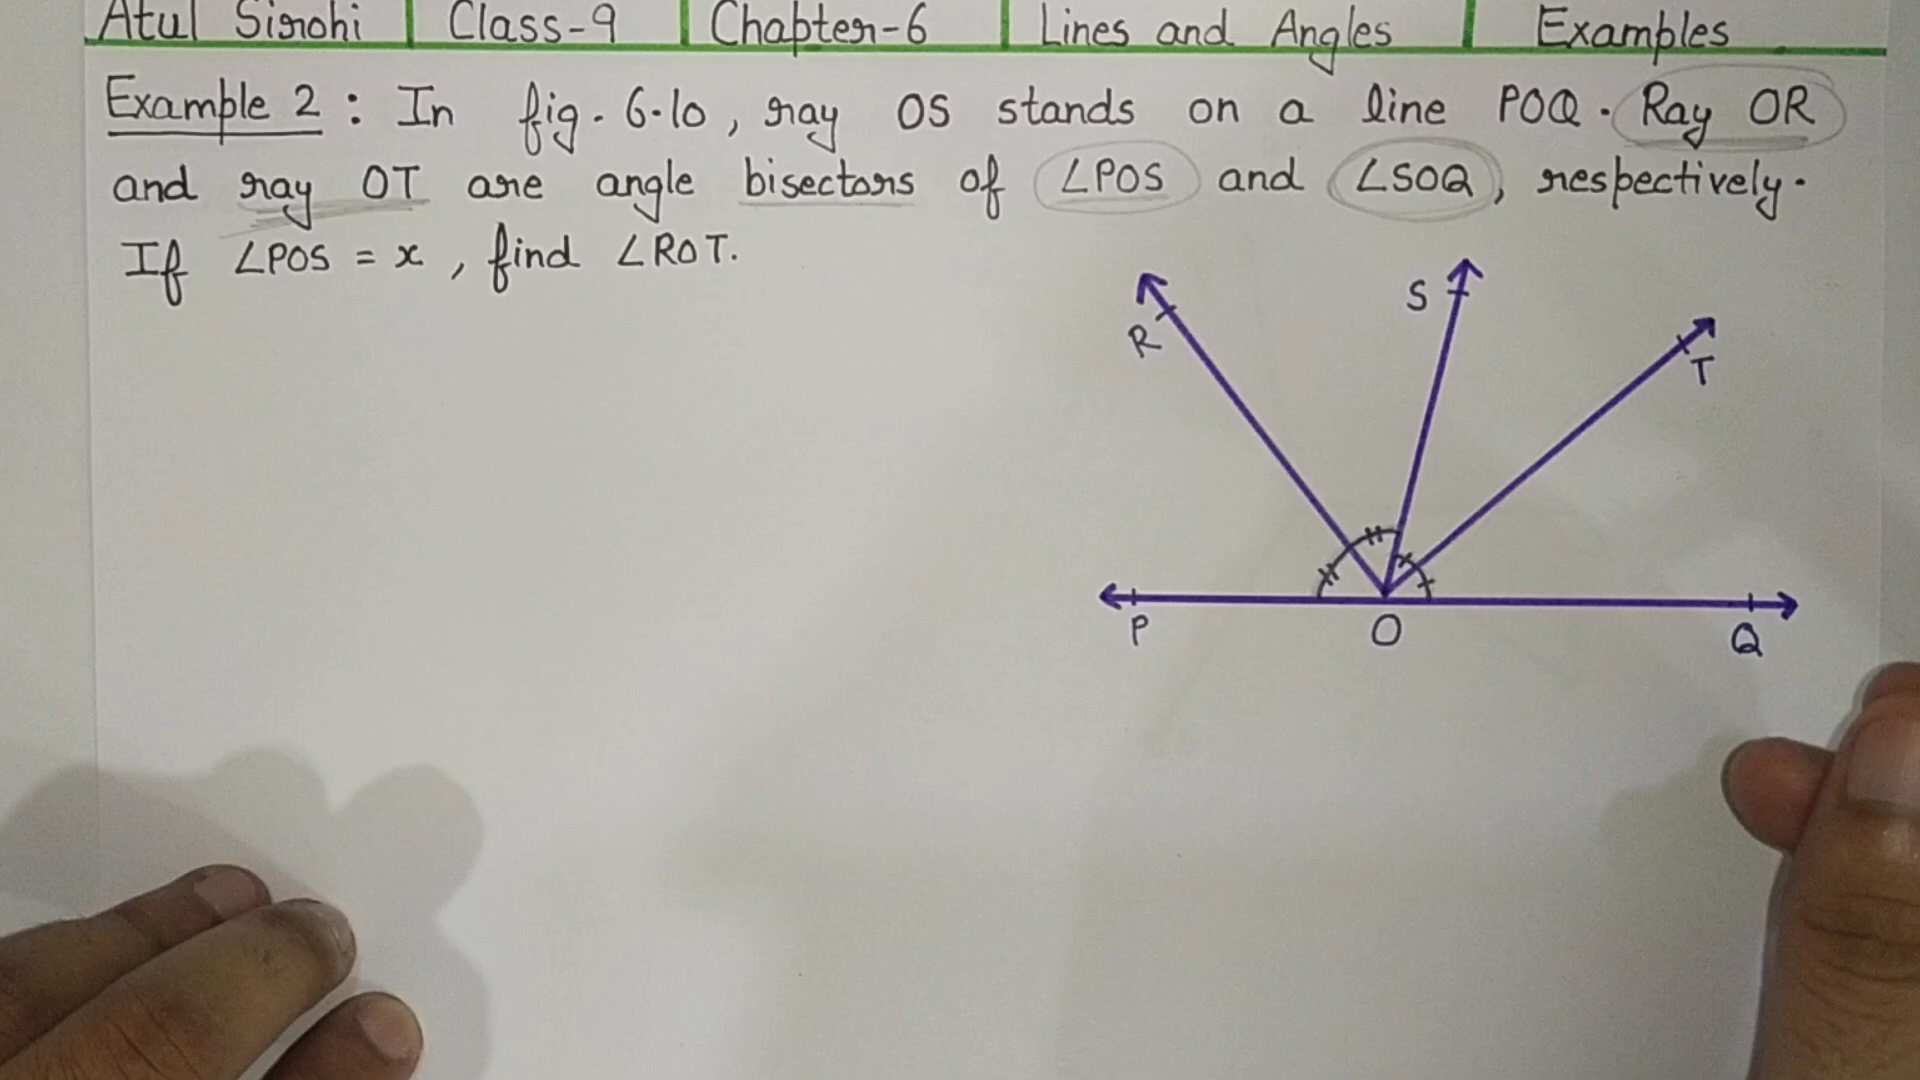 Atul Sirohi Class-9 Chapter-6 Lines and Angles Examples
Example 2 : In fig. 6.10, ray OS stands on a line POQ. Ray OR
and ray OT are angle bisectors of ∠POS and ∠SOQ, respectively.
If ∠POS = x, find ∠ROT.
S
R
T
P
O
Q